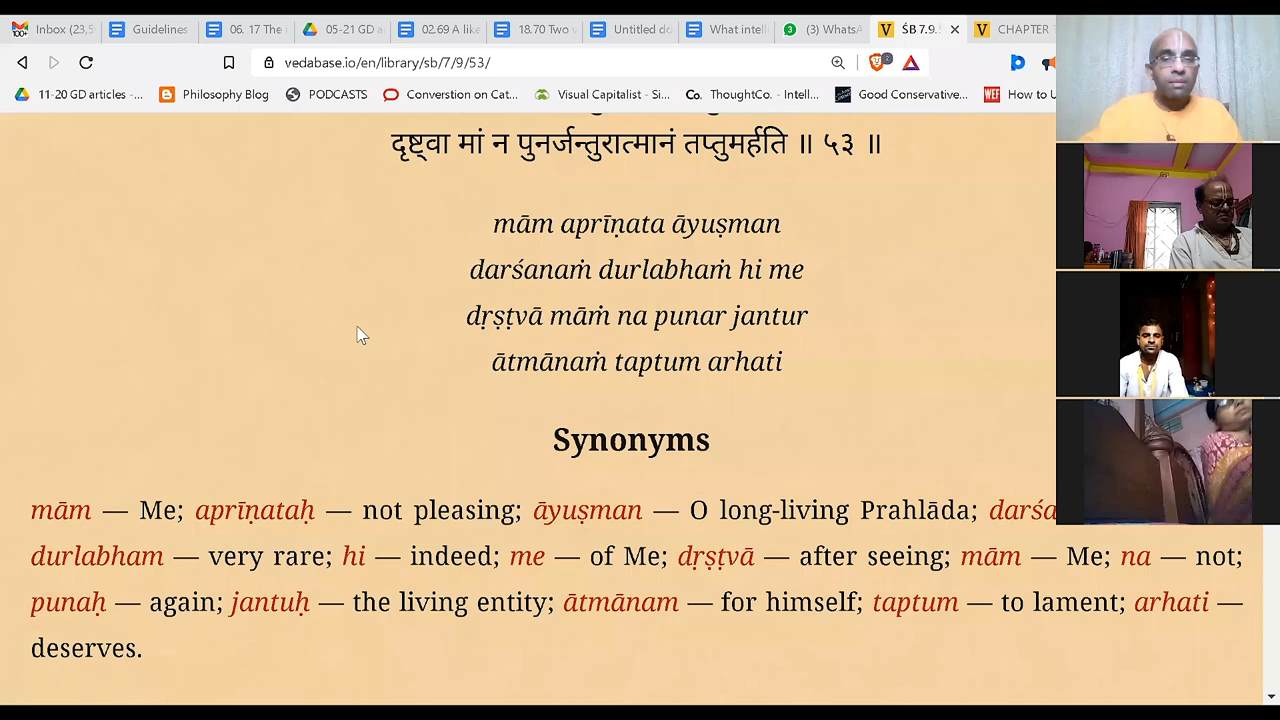 Inbox (23,5
Guidelines
06. 17 The
05-21 GD a
02.69 A like
18.70 Two v
Untitled do
What intell
(3) WhatsA
ŚB 7.9.
CHAPTER
vedabase.io/en/library/sb/7/9/53/
11-20 GD articles -...
Philosophy Blog
PODCASTS
Converstion - Cat...
Visual Capitalist - Si...
ThoughtCo. - Intell...
Good Conservative...
How to U
दृष्ट्वा मां न पुनर्जन्तुरात्मानं तप्तुमर्हति ॥ ५३ ॥
mām aprīṇata āyuṣman
darśanaṁ durlabhaṁ hi me
dṛṣṭvā māṁ na punar jantur
ātmānaṁ taptum arhati
Synonyms
mām — Me; aprīṇataḥ — not pleasing; āyuṣman — O long-living Prahlāda; darśa
durlabham — very rare; hi — indeed; me — of Me; dṛṣṭvā — after seeing; mām — Me; na — not;
punaḥ — again; jantuḥ — the living entity; ātmānam — for himself; taptum — to lament; arhati —
deserves.